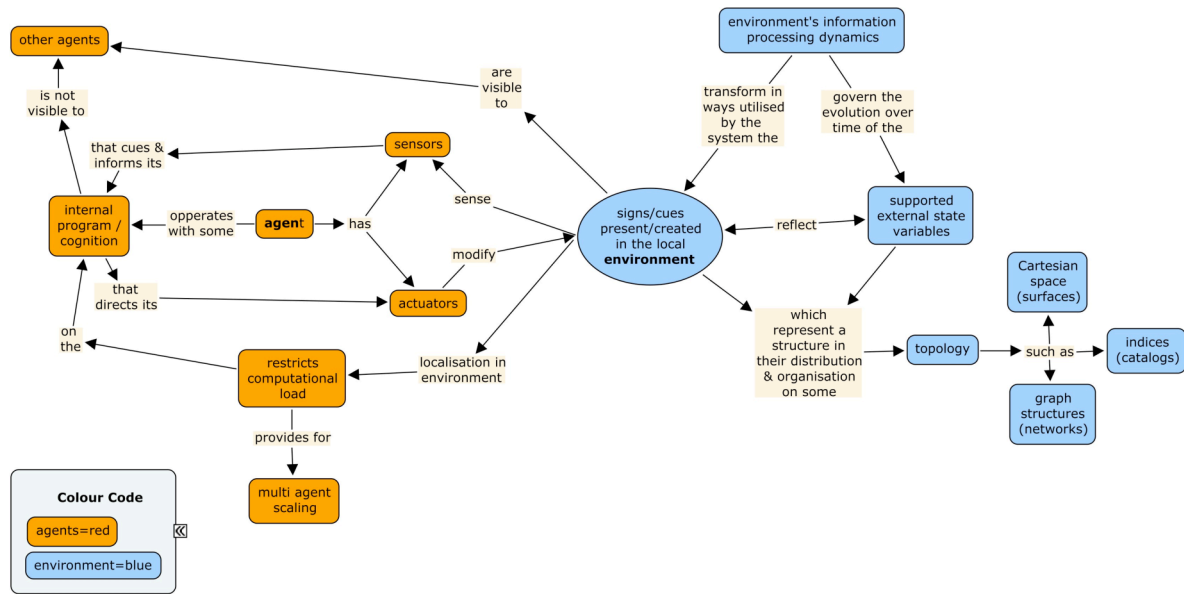 environment's information
processing dynamics
other agents
are
visible
to
is not
visible to
transform in
ways utilised
by the
system the
govern the
evolution over
time of the
that cues &
informs its
sensors
sense
internal
program /
cognition
opperates
with some
agent
has
signs/cues
present/created
in the local
environment
reflect
supported
external state
variables
modify
that
directs its
actuators
Cartesian
space
(surfaces)
on
the
restricts
computational
load
localisation in
environment
which
represent a
structure in
their distribution
& organisation
on some
topology
such as
indices
(catalogs)
graph
structures
(networks)
provides for
multi agent
scaling
Colour Code
agents=red
environment=blue